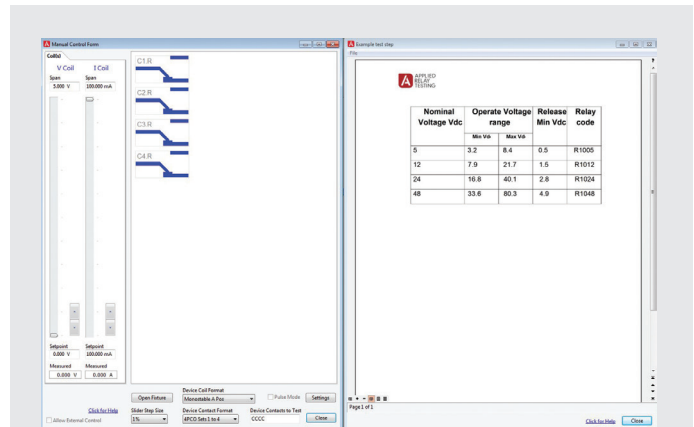 Manual Control Form
Coil(s)
V Coil I Coil
Span Span
5.000 V 100.000 mA
Setpoint Setpoint
0.000 V 100.000 mA
Measured Measured
0.000 V 0.000 A
Click for Help
Allow External Control
C1.R
C2.R
C3.R
C4.R
Device Coil Format
Open Fixture Monostable A Pos Pulse Mode Settings
Slider Step Size Device Contact Format Device Contacts to Test
1% 4PCO Sets 1 to 4 CCCC Close
Example test step
File
APPLIED
RELAY
TESTING
Nominal Operate Voltage Release Relay
Voltage Vdc range Min Vdc code
Min Vdc Max Vdc
5 3.2 8.4 0.5 R1005
12 7.9 21.7 1.5 R1012
24 16.8 40.1 2.8 R1024
48 33.6 80.3 4.9 R1048
Page1 of 1
Click for Help Close